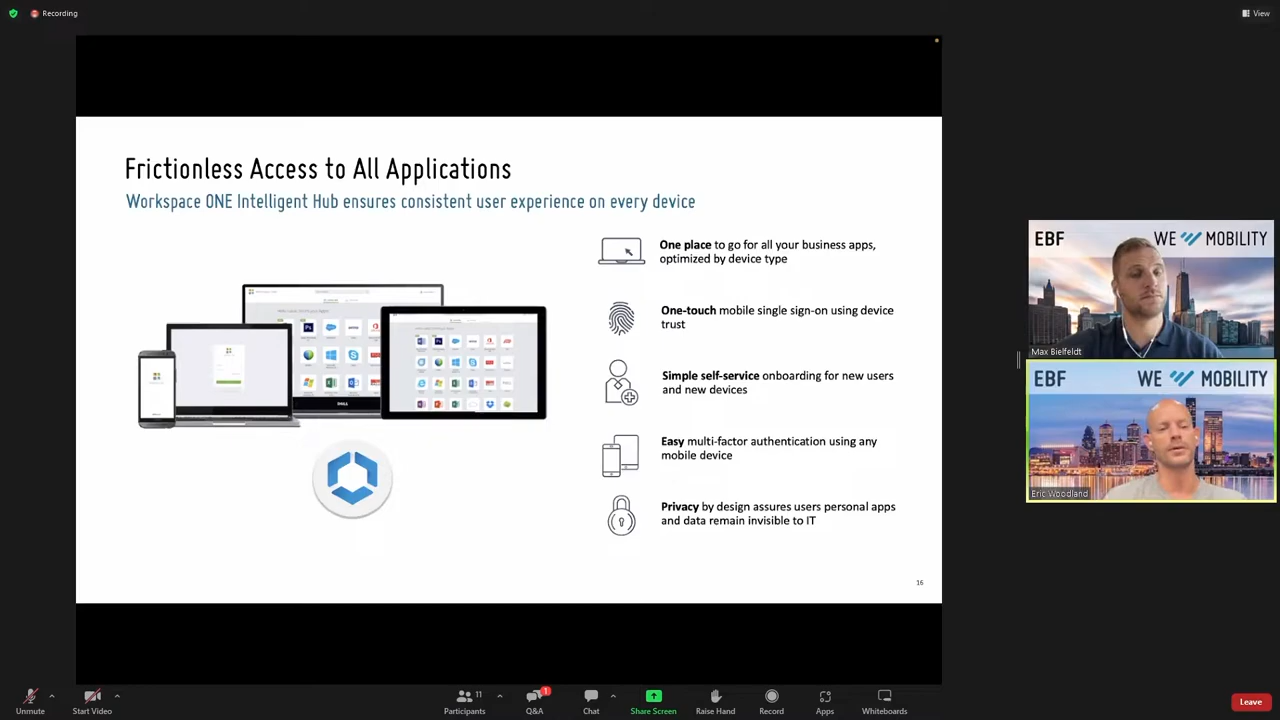 Recording
View
Frictionless Access to All Applications
Workspace ONE Intelligent Hub ensures consistent user experience on every device
One place to go for all your business apps,
optimized by device type
One-touch mobile single sign-on using device
trust
Simple self-service onboarding for new users
and new devices
Easy multi-factor authentication using any
mobile device
Privacy by design assures users personal apps
and data remain invisible to IT
DELL
16
EBF
WE MOBILITY
Max Bielfeldt
EBF
WE MOBILITY
Eric Woodland
Unmute
Start Video
11
Participants
1
Q&A
Chat
Share Screen
Raise Hand
Record
Apps
Whiteboards
Leave